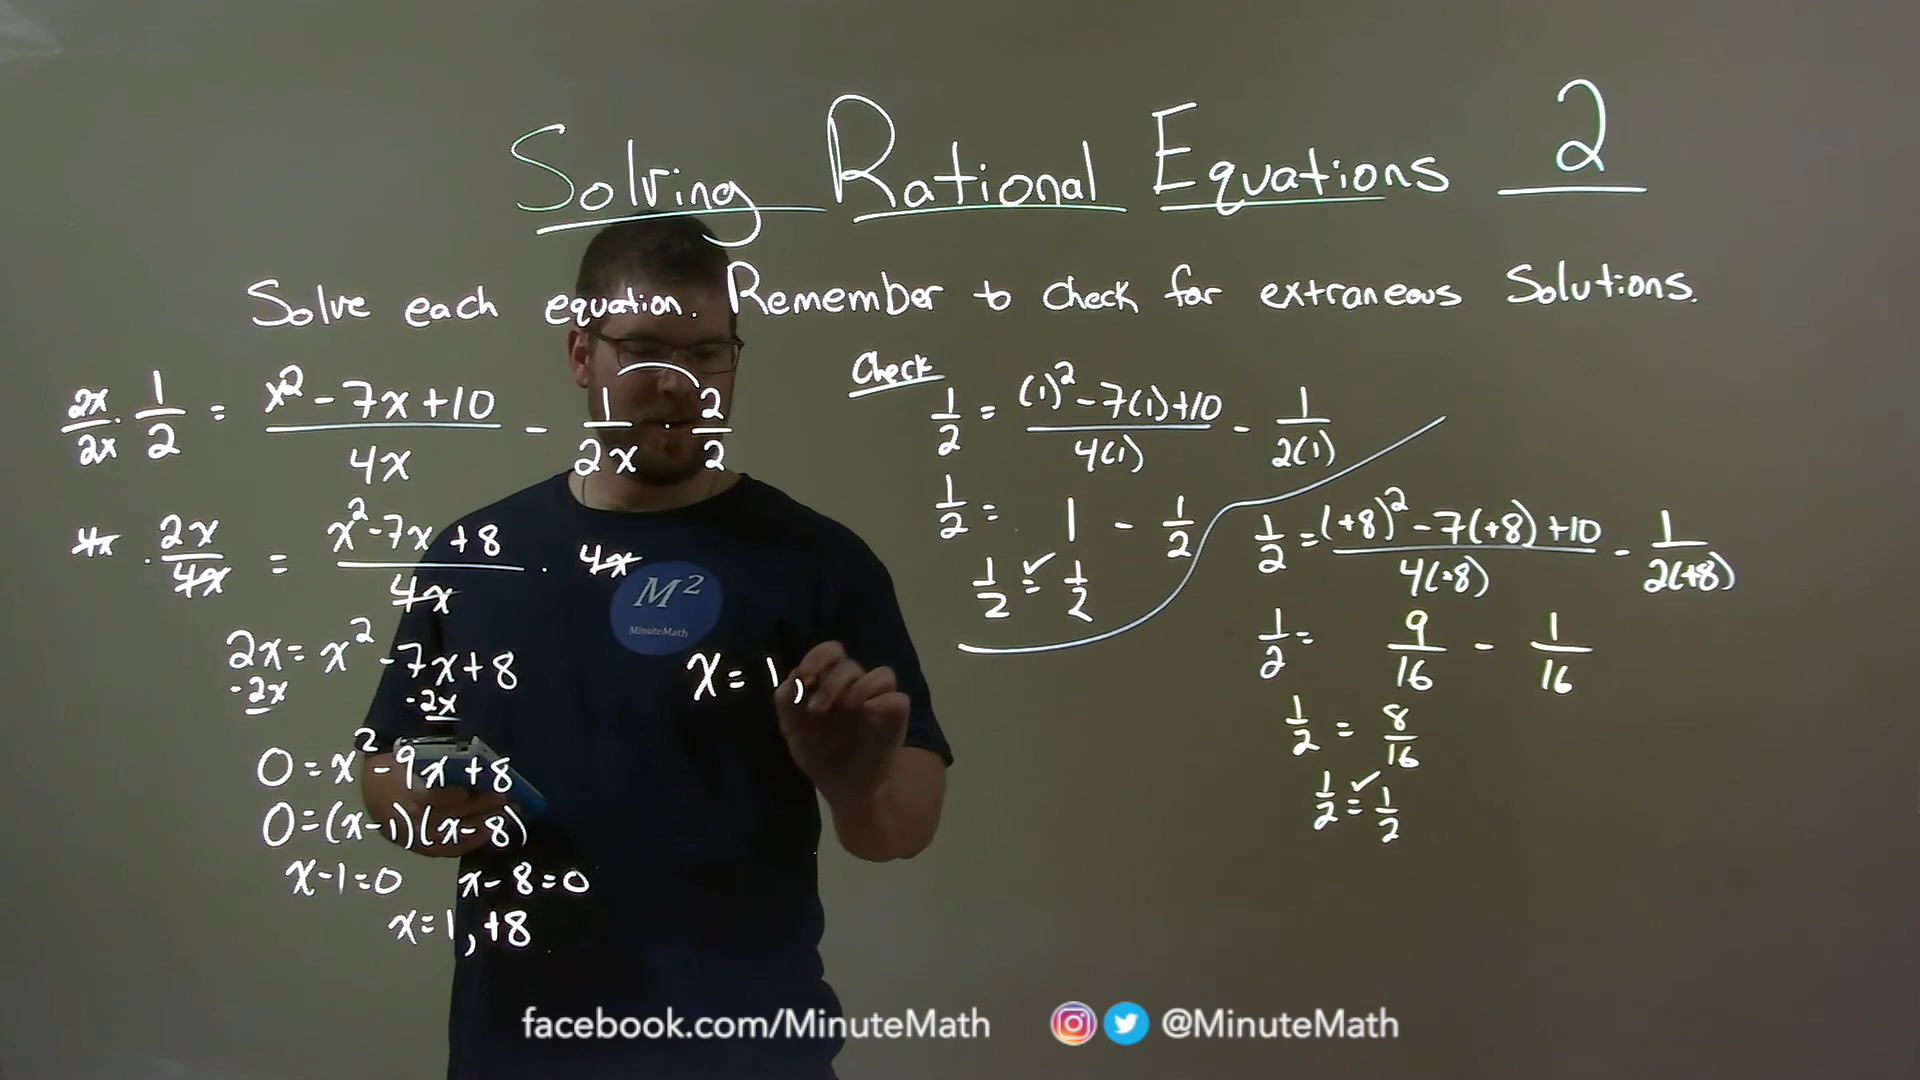 Solving Rational Equations 2
Solve each equation. Remember to check for extraneous Solutions.
2x/2x · 1/2 = (x² - 7x + 10)/4x - 1/2x · 2/2
4x · 2x/4x = (x² - 7x + 8)/4x · 4x
2x = x² - 7x + 8
-2x -2x
0 = x² - 9x + 8
0 = (x - 1)(x - 8)
x - 1 = 0 x - 8 = 0
x = 1, +8
M²
MinuteMath
x = 1,
Check
1/2 = ((1)² - 7(1) + 10)/4(1) - 1/2(1)
1/2 = 1 - 1/2
1/2 =✓ 1/2
1/2 = ((+8)² - 7(+8) + 10)/4(+8) - 1/2(+8)
1/2 = 9/16 - 1/16
1/2 = 8/16
1/2 =✓ 1/2
facebook.com/MinuteMath @MinuteMath